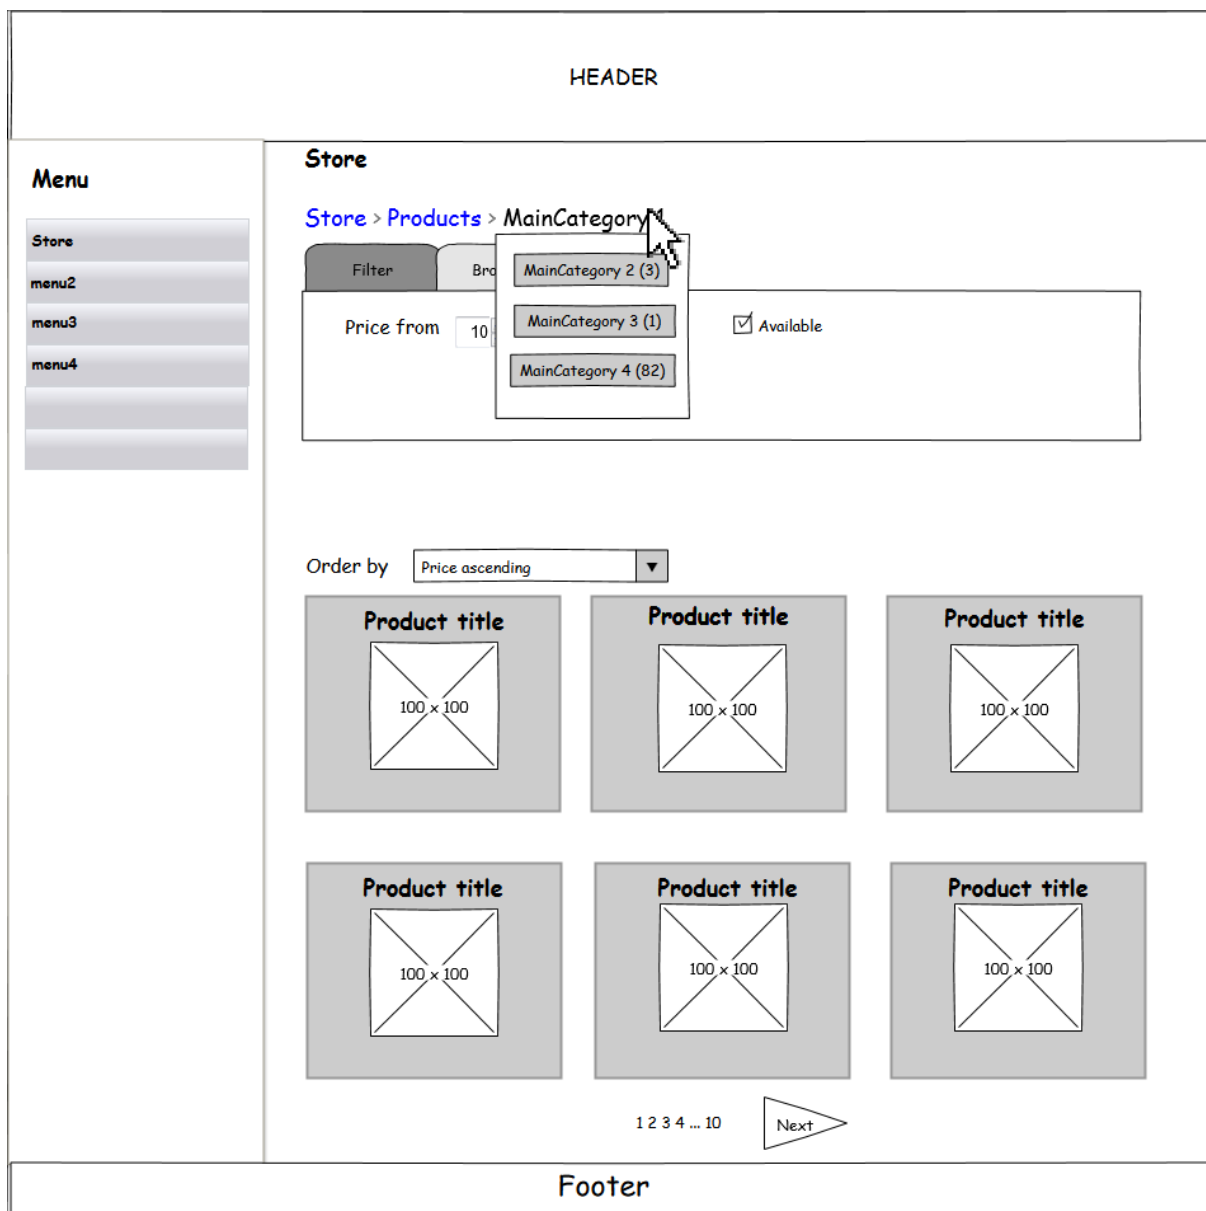 HEADER
Menu
Store
menu2
menu3
menu4
Store
Store > Products > MainCategory
Filter
Bro
MainCategory 2 (3)
MainCategory 3 (1)
MainCategory 4 (82)
Price from
10
Available
Order by
Price ascending
Product title
100 x 100
Product title
100 x 100
Product title
100 x 100
Product title
100 x 100
Product title
100 x 100
Product title
100 x 100
1 2 3 4 ... 10
Next
Footer